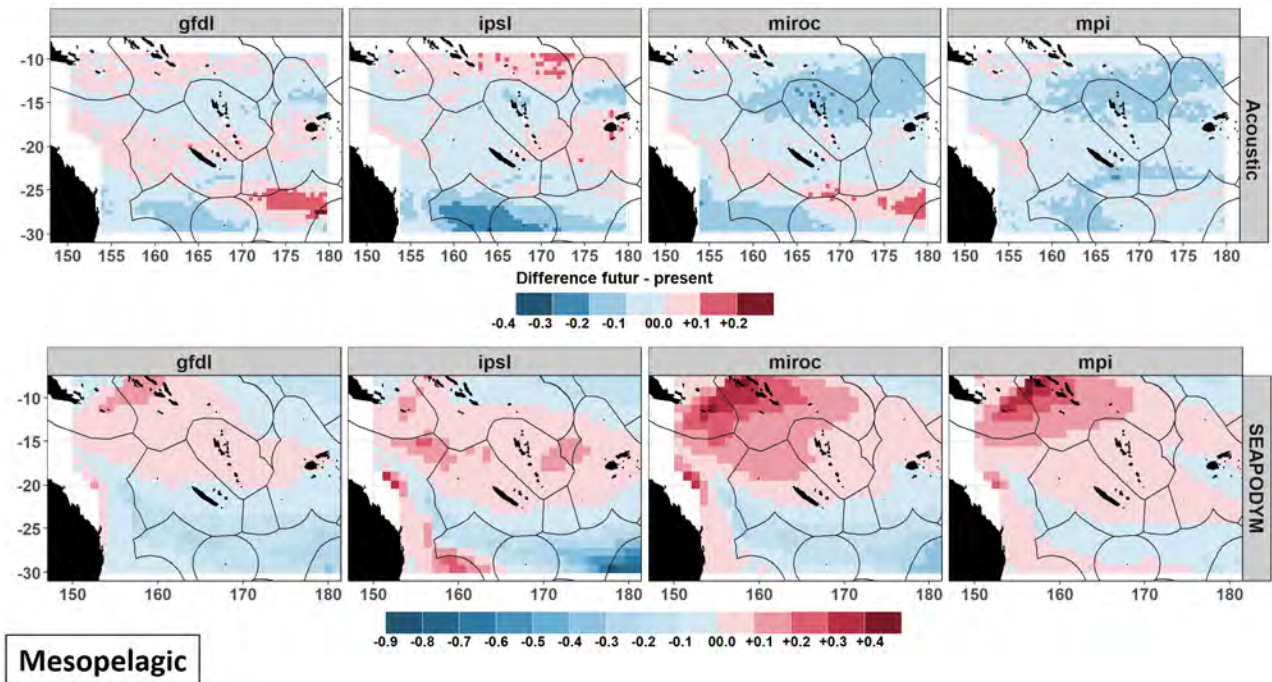 gfdl ipsl miroc mpi
-10
-15
-20
-25
-30
Acoustic
150 155 160 165 170 175 180 150 155 160 165 170 175 180 150 155 160 165 170 175 180 150 155 160 165 170 175 180
Difference futur - present
-0.4 -0.3 -0.2 -0.1 00.0 +0.1 +0.2
gfdl ipsl miroc mpi
-10
-15
-20
-25
-30
SEAPODYM
150 160 170 180 150 160 170 180 150 160 170 180 150 160 170 180
-0.9 -0.8 -0.7 -0.6 -0.5 -0.4 -0.3 -0.2 -0.1 00.0 +0.1 +0.2 +0.3 +0.4
Mesopelagic